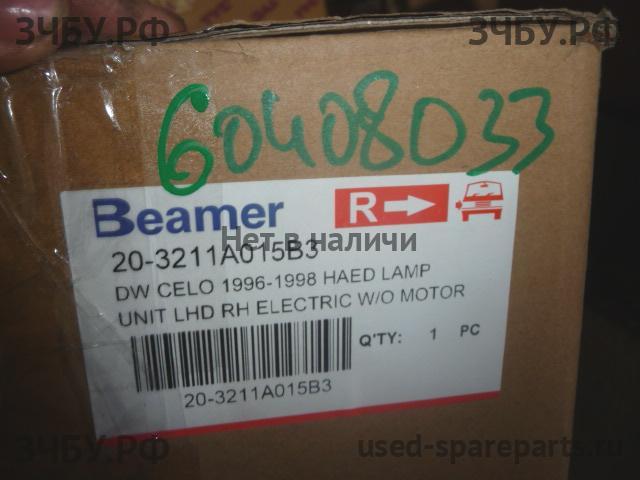 ЗЧБУ.РФ
ЗЧБУ.РФ
60408033
Beamer
R
Нет в наличи
20-3211A015B3
DW CELO 1996-1998 HAED LAMP
UNIT LHD RH ELECTRIC W/O MOTOR
Q'TY: 1 PC
20-3211A015B3
ЗЧБУ.РФ
used-spareparts.ru